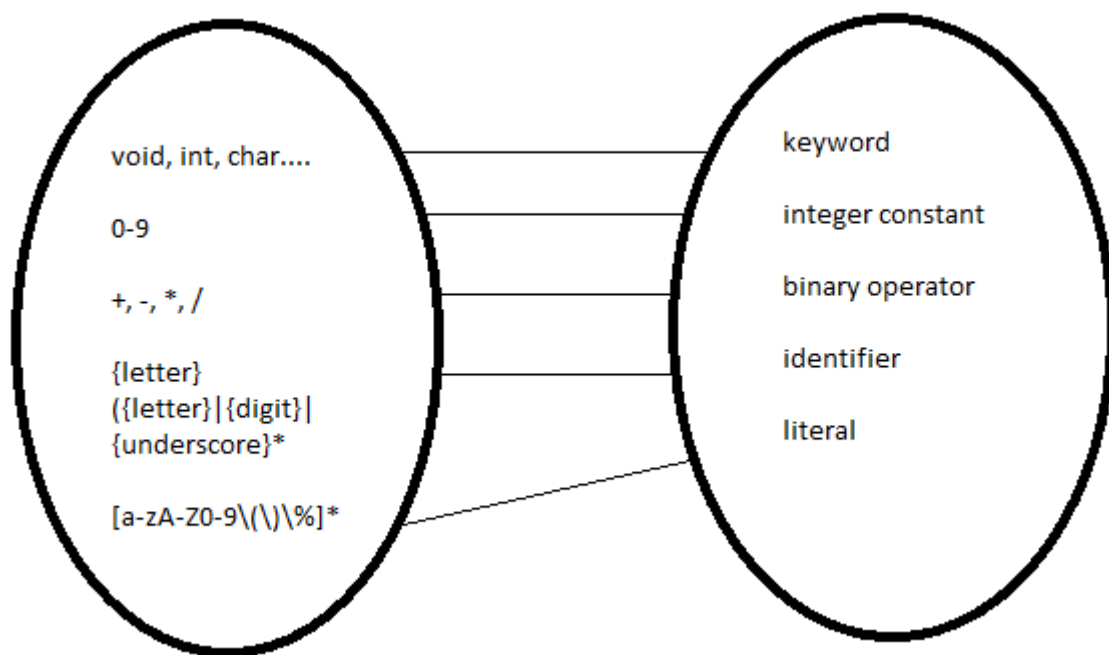 void, int, char....
0-9
+, -, *, /
{letter}
({letter}|{digit}|
{underscore}*
[a-zA-Z0-9\(\)\%]*
keyword
integer constant
binary operator
identifier
literal